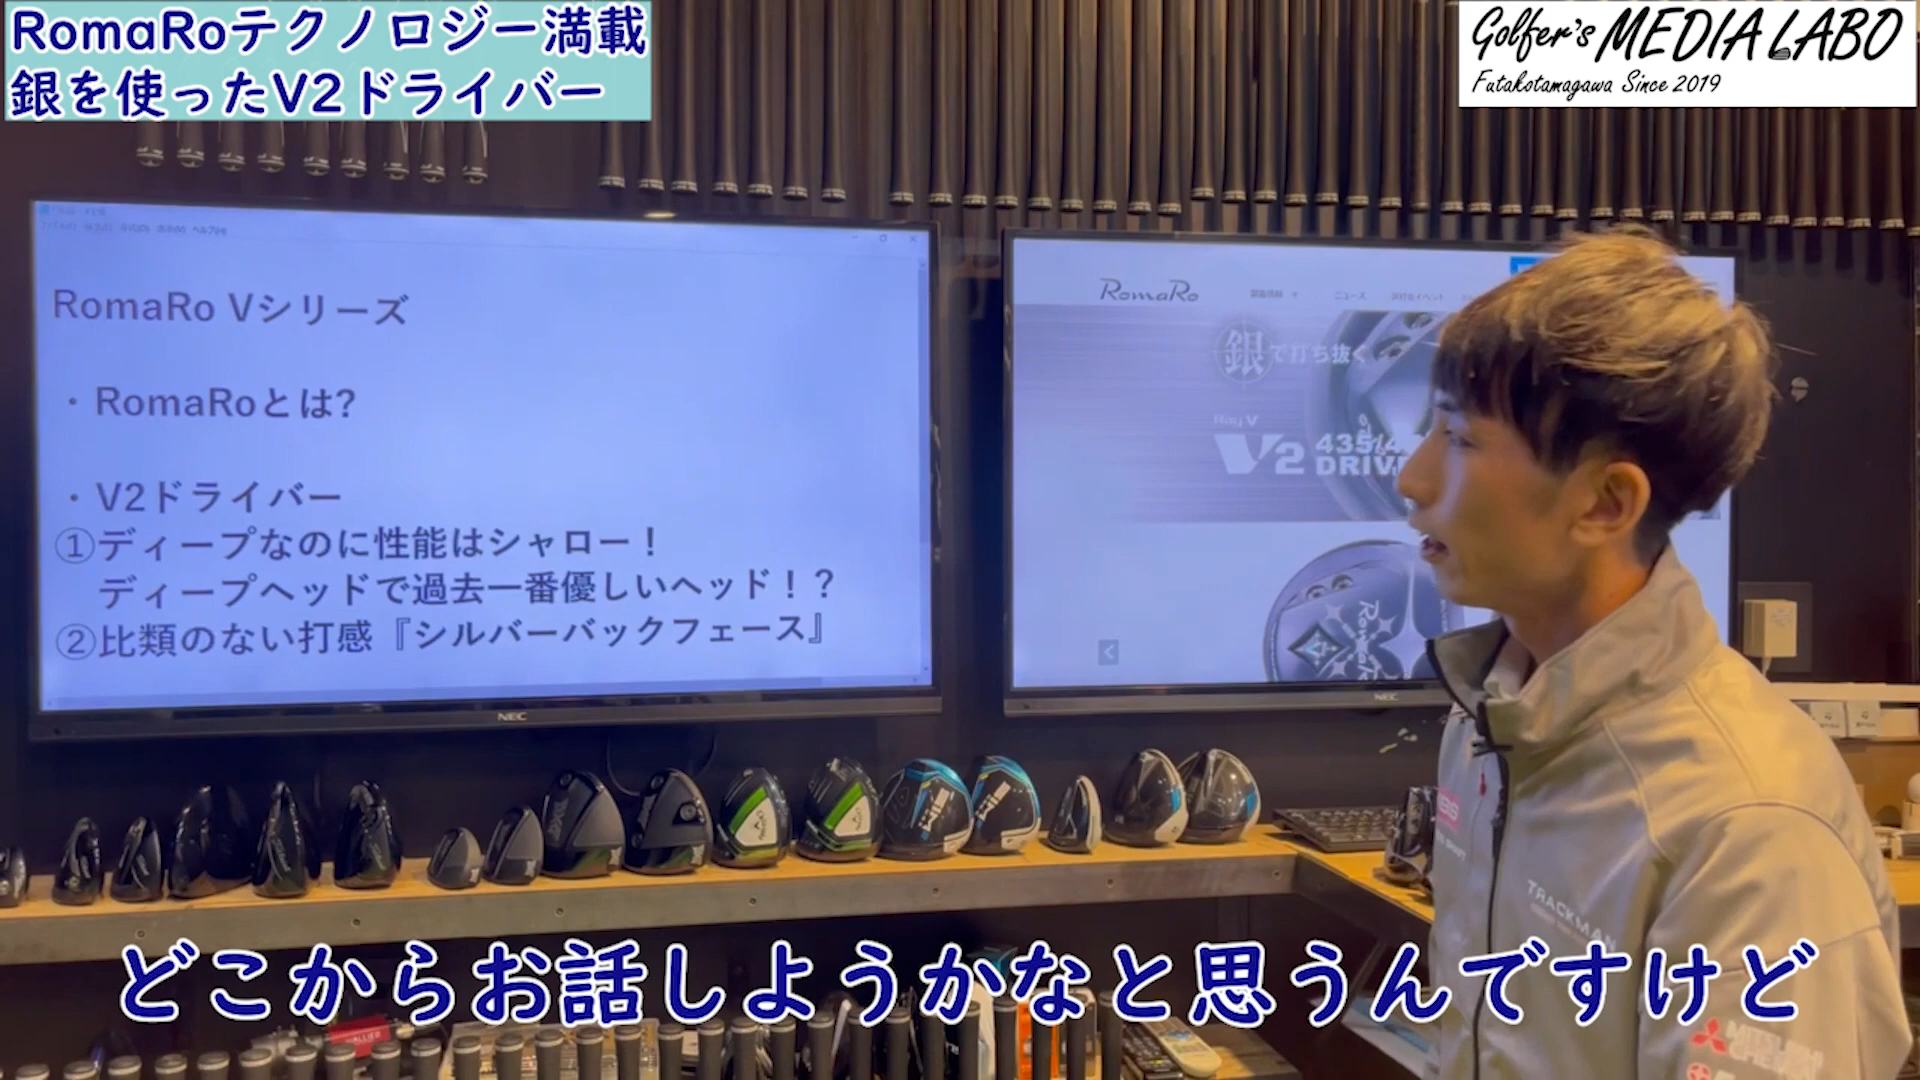 RomaRoテクノロジー満載
銀を使ったV2ドライバー
Golfer's MEDIA LABO
Futakotamagawa Since 2019
RomaRo Vシリーズ
・RomaRoとは?
・V2ドライバー
①ディープなのに性能はシャロー！
ディープヘッドで過去一番優しいヘッド！？
②比類のない打感『シルバーバックフェース』
NEC
RomaRo
ニュース
銀で打ち抜く
Ray V
V2 435/4
DRIV
NEC
TRACKMAN
どこからお話しようかなと思うんですけど